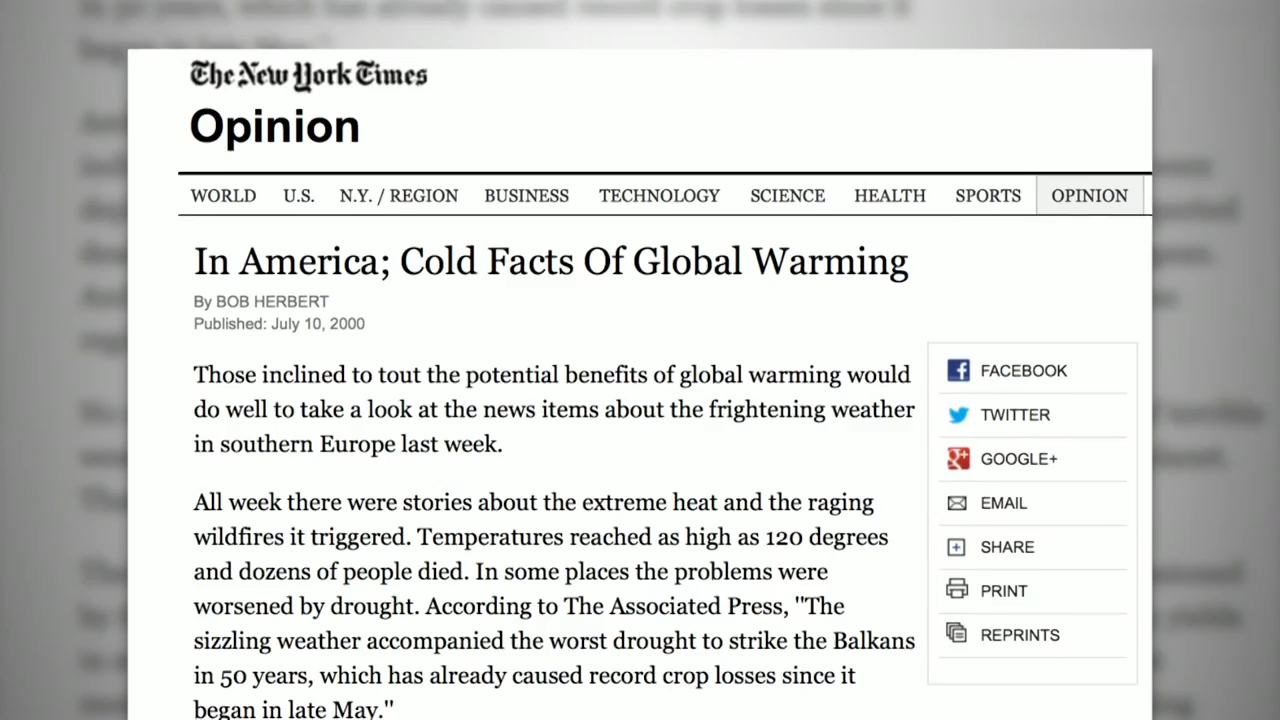 The New York Times
Opinion
WORLD U.S. N.Y. / REGION BUSINESS TECHNOLOGY SCIENCE HEALTH SPORTS OPINION
In America; Cold Facts Of Global Warming
By BOB HERBERT
Published: July 10, 2000
Those inclined to tout the potential benefits of global warming would
do well to take a look at the news items about the frightening weather
in southern Europe last week.
All week there were stories about the extreme heat and the raging
wildfires it triggered. Temperatures reached as high as 120 degrees
and dozens of people died. In some places the problems were
worsened by drought. According to The Associated Press, "The
sizzling weather accompanied the worst drought to strike the Balkans
in 50 years, which has already caused record crop losses since it
began in late May."
FACEBOOK
TWITTER
GOOGLE+
EMAIL
SHARE
PRINT
REPRINTS